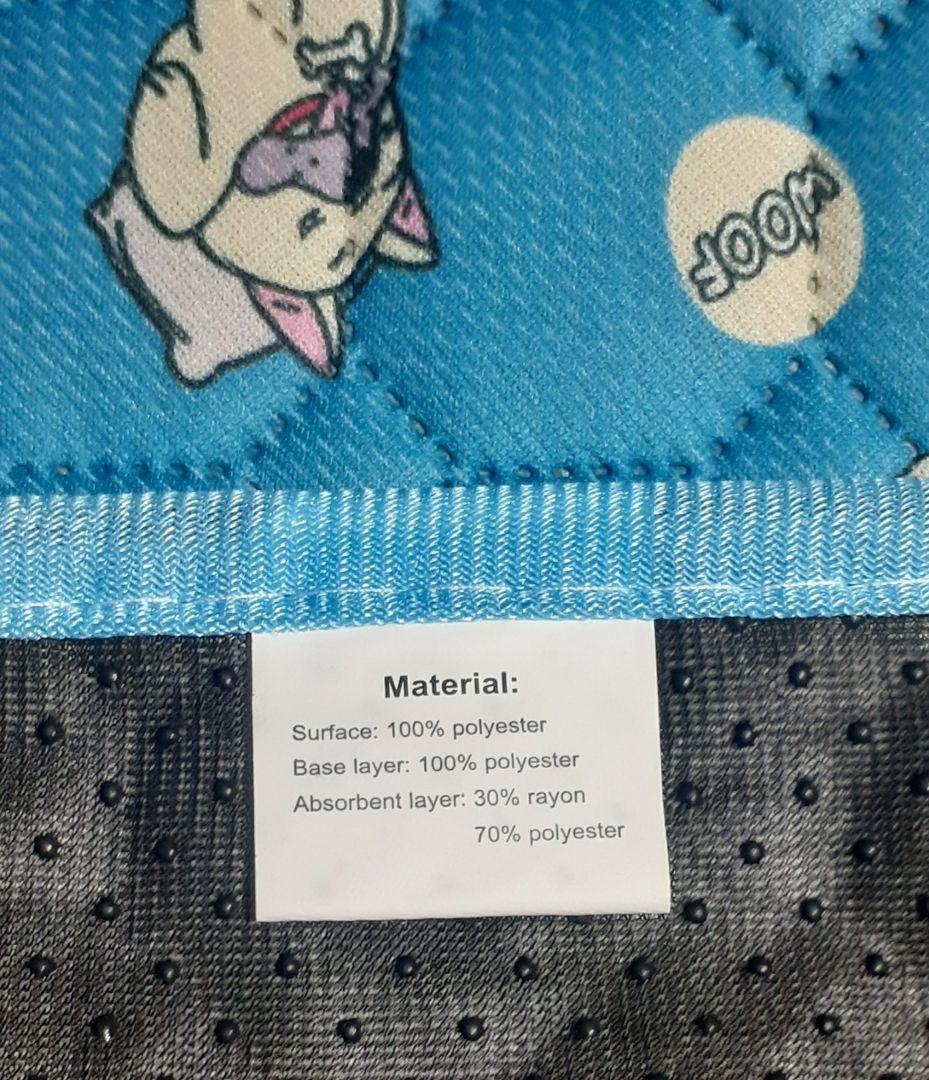 WOOF
Material:
Surface: 100% polyester
Base layer: 100% polyester
Absorbent layer: 30% rayon
70% polyester